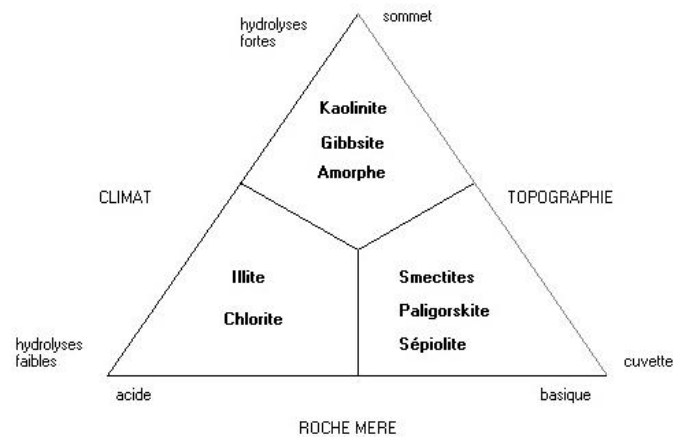 hydrolyses
fortes
sommet
Kaolinite
Gibbsite
Amorphe
CLIMAT
TOPOGRAPHIE
Illite
Chlorite
Smectites
Paligorskite
Sépiolite
hydrolyses
faibles
cuvette
acide
basique
ROCHE MERE